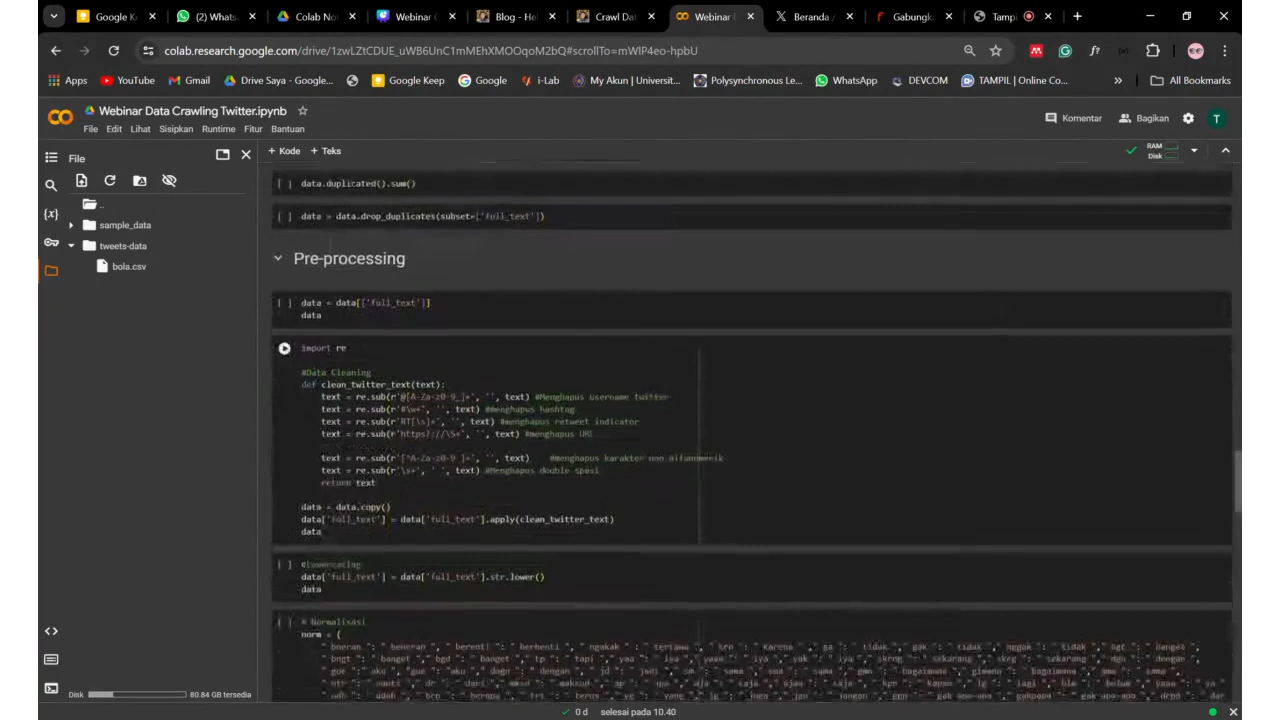 Google K
(2) Whats
Colab No
Webinar
Blog - He
Crawl Dat
Webinar
Beranda /
Gabungk
Tampi
colab.research.google.com/drive/1zwLZtCDUE_uWB6UnC1mMEhXMOOqoM2bQ#scrollTo=mWlP4eo-hpbU
Apps
YouTube
Gmail
Drive Saya - Google...
Google Keep
Google
i-Lab
My Akun | Universit...
Polysynchronous Le...
WhatsApp
DEVCOM
TAMPIL | Online Co...
All Bookmarks
Webinar Data Crawling Twitter.ipynb
File Edit Lihat Sisipkan Runtime Fitur Bantuan
Komentar
Bagikan
T
File
+ Kode + Teks
RAM
Disk
..
sample_data
tweets-data
bola.csv
[ ] data.duplicated().sum()
[ ] data = data.drop_duplicates(subset=['full_text'])
Pre-processing
[ ] data = data[['full_text']]
data
import re
#Data Cleaning
def clean_twitter_text(text):
text = re.sub(r'@[A-Za-z0-9_]+', '', text) #Menghapus username twitter
text = re.sub(r'#\w+', '', text) #menghapus hashtag
text = re.sub(r'RT[\s]+', '', text) #menghapus retweet indicator
text = re.sub(r'https?://\S+', '', text) #menghapus URL
text = re.sub(r'[^A-Za-z0-9 ]+', '', text) #menghapus karakter non alfanumerik
text = re.sub(r'\s+', ' ', text) #Menghapus double spasi
return text
data = data.copy()
data['full_text'] = data['full_text'].apply(clean_twitter_text)
data
[ ] #Lowercasing
data['full_text'] = data['full_text'].str.lower()
data
[ ] # Normalisasi
norm = {
Disk
80.84 GB tersedia
0 d selesai pada 10.40